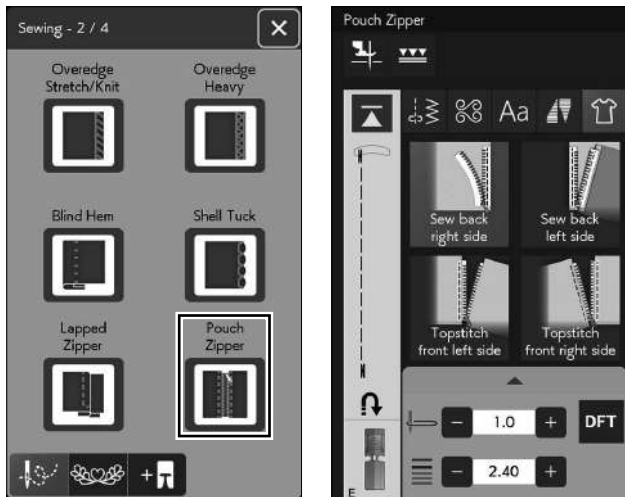 Sewing - 2 / 4
Overedge
Stretch/Knit
Overedge
Heavy
Blind Hem
Shell Tuck
Lapped
Zipper
Pouch
Zipper
Pouch Zipper
Aa
Sew back
right side
Sew back
left side
Topstitch
front left side
Topstitch
front right side
1.0
DFT
2.40
E